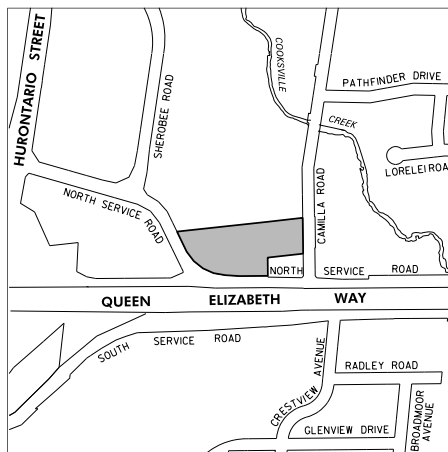 HURONTARIO STREET
SHEROBEE ROAD
COOKSVILLE
CREEK
PATHFINDER DRIVE
LORELEI ROA
CAMILLA ROAD
NORTH SERVICE
ROAD
NORTH SERVICE ROAD
QUEEN ELIZABETH WAY
SOUTH SERVICE ROAD
CRESTVIEW AVENUE
RADLEY ROAD
GLENVIEW DRIVE
BROADMOOR
AVENUE